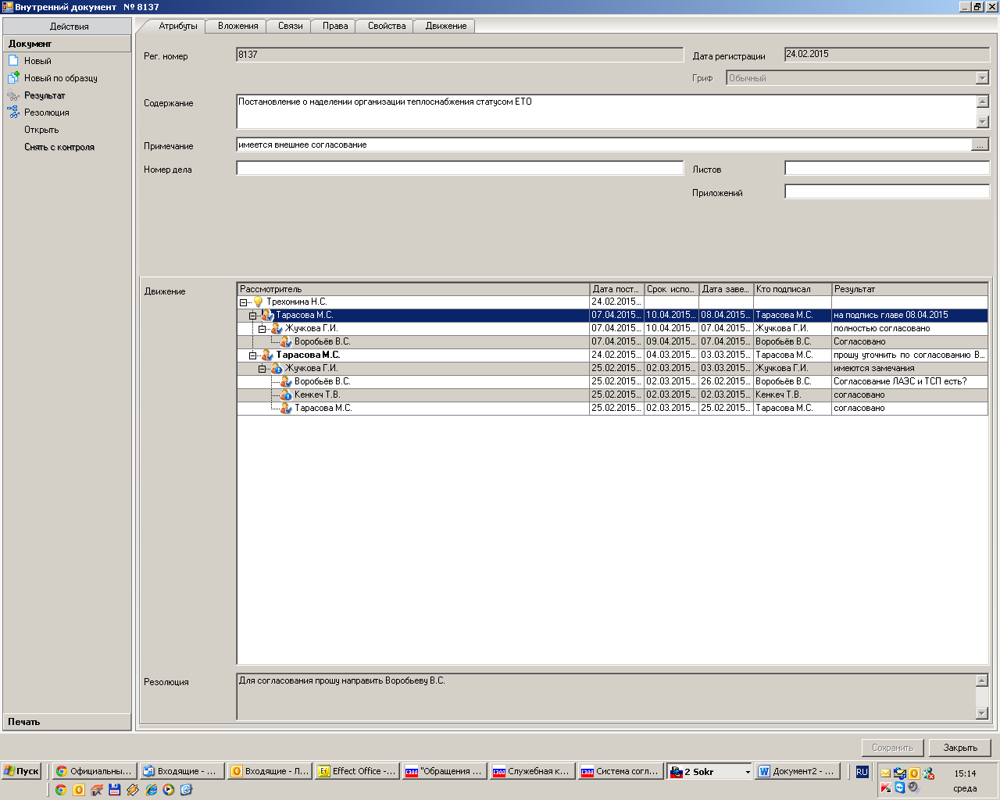 Внутренний документ № 8137
Действия
Документ
Новый
Новый по образцу
Результат
Резолюция
Открыть
Снять с контроля
Печать
Атрибуты Вложения Связи Права Свойства Движение
Рег. номер 8137 Дата регистрации 24.02.2015
Гриф Обычный
Содержание Постановление о наделении организации теплоснабжения статусом ЕТО
Примечание имеется внешнее согласование ...
Номер дела Листов
Приложений
Движение
Рассмотритель Дата пост... Срок испо... Дата заве... Кто подписал Результат
Трехонина Н.С. 24.02.2015...
Тарасова М.С. 07.04.2015... 10.04.2015... 08.04.2015... Тарасова М.С. на подпись главе 08.04.2015
Жучкова Г.И. 07.04.2015... 10.04.2015... 07.04.2015... Жучкова Г.И. полностью согласовано
Воробьёв В.С. 07.04.2015... 09.04.2015... 07.04.2015... Воробьёв В.С. Согласовано
Тарасова М.С. 24.02.2015... 04.03.2015... 03.03.2015... Тарасова М.С. прошу уточнить по согласованию В...
Жучкова Г.И. 25.02.2015... 02.03.2015... 03.03.2015... Жучкова Г.И. имеются замечания
Воробьёв В.С. 25.02.2015... 02.03.2015... 26.02.2015... Воробьёв В.С. Согласование ЛАЭС и ТСП есть?
Кенкеч Т.В. 25.02.2015... 02.03.2015... 02.03.2015... Кенкеч Т.В. согласовано
Тарасова М.С. 25.02.2015... 02.03.2015... 25.02.2015... Тарасова М.С. согласовано
Резолюция Для согласования прошу направить Воробьеву В.С.
Сохранить Закрыть
Пуск Официальны... Входящие - ... Входящие - Л... Effect Office -... "Обращения ... Служебная к... Система согл... 2 Sokr Документ2 - ... RU 15:14
среда